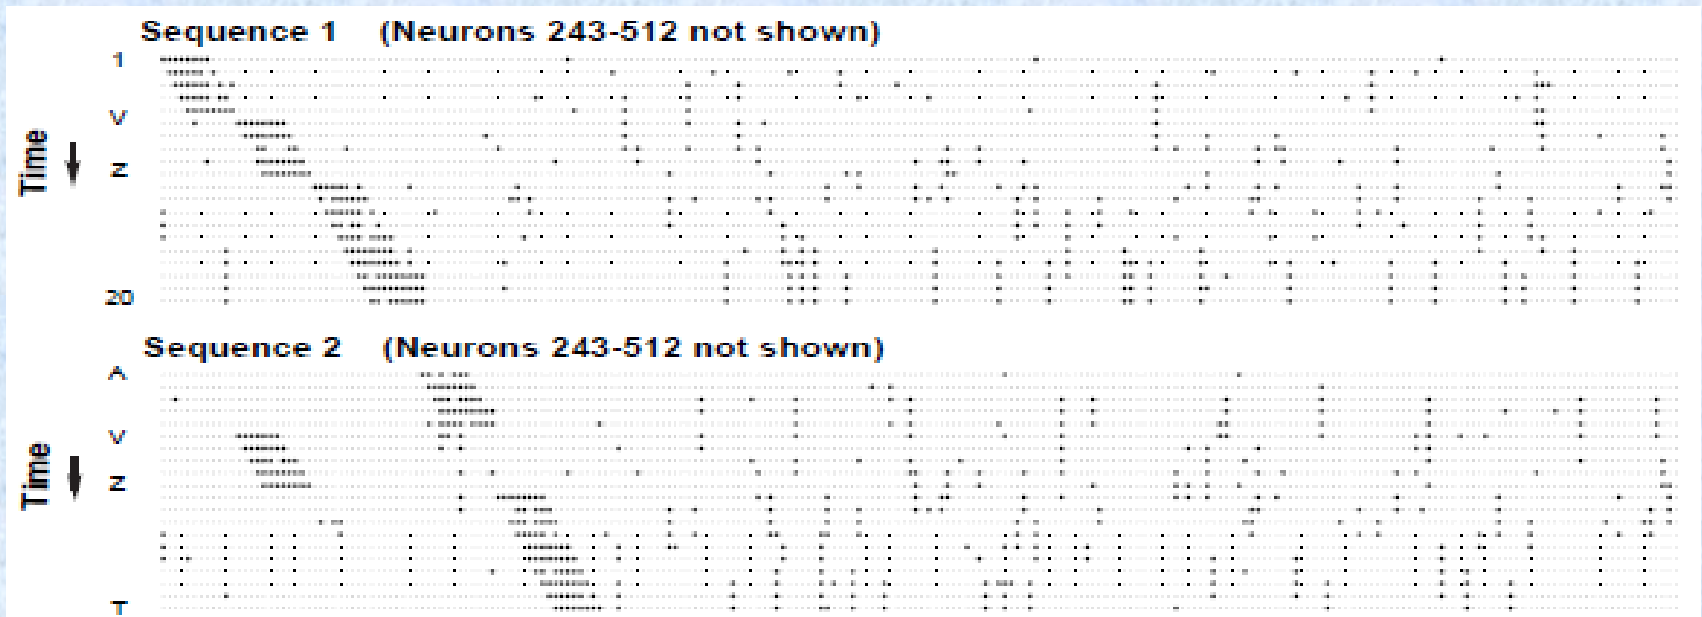 Sequence 1 (Neurons 243-512 not shown)
1
V
Time
Z
20
Sequence 2 (Neurons 243-512 not shown)
A
V
Time
Z
T